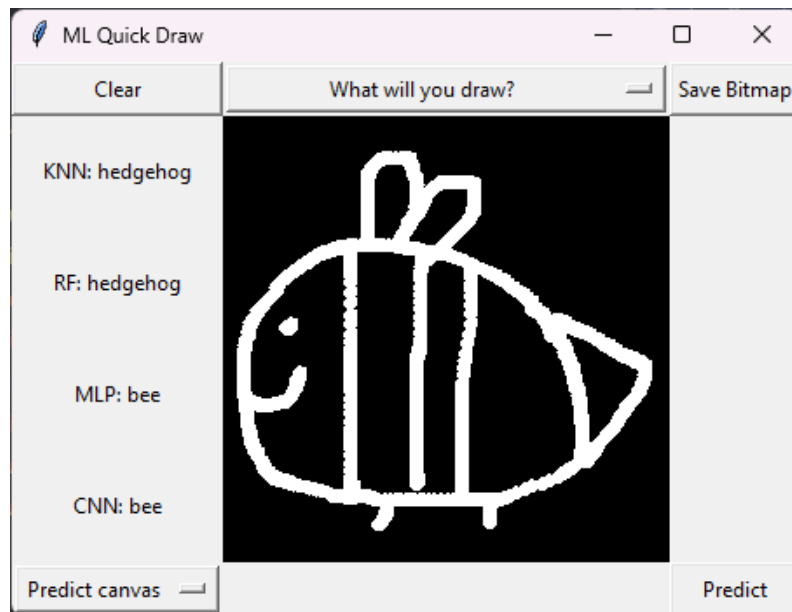 ML Quick Draw
Clear
What will you draw?
Save Bitmap
KNN: hedgehog
RF: hedgehog
MLP: bee
CNN: bee
Predict canvas
Predict